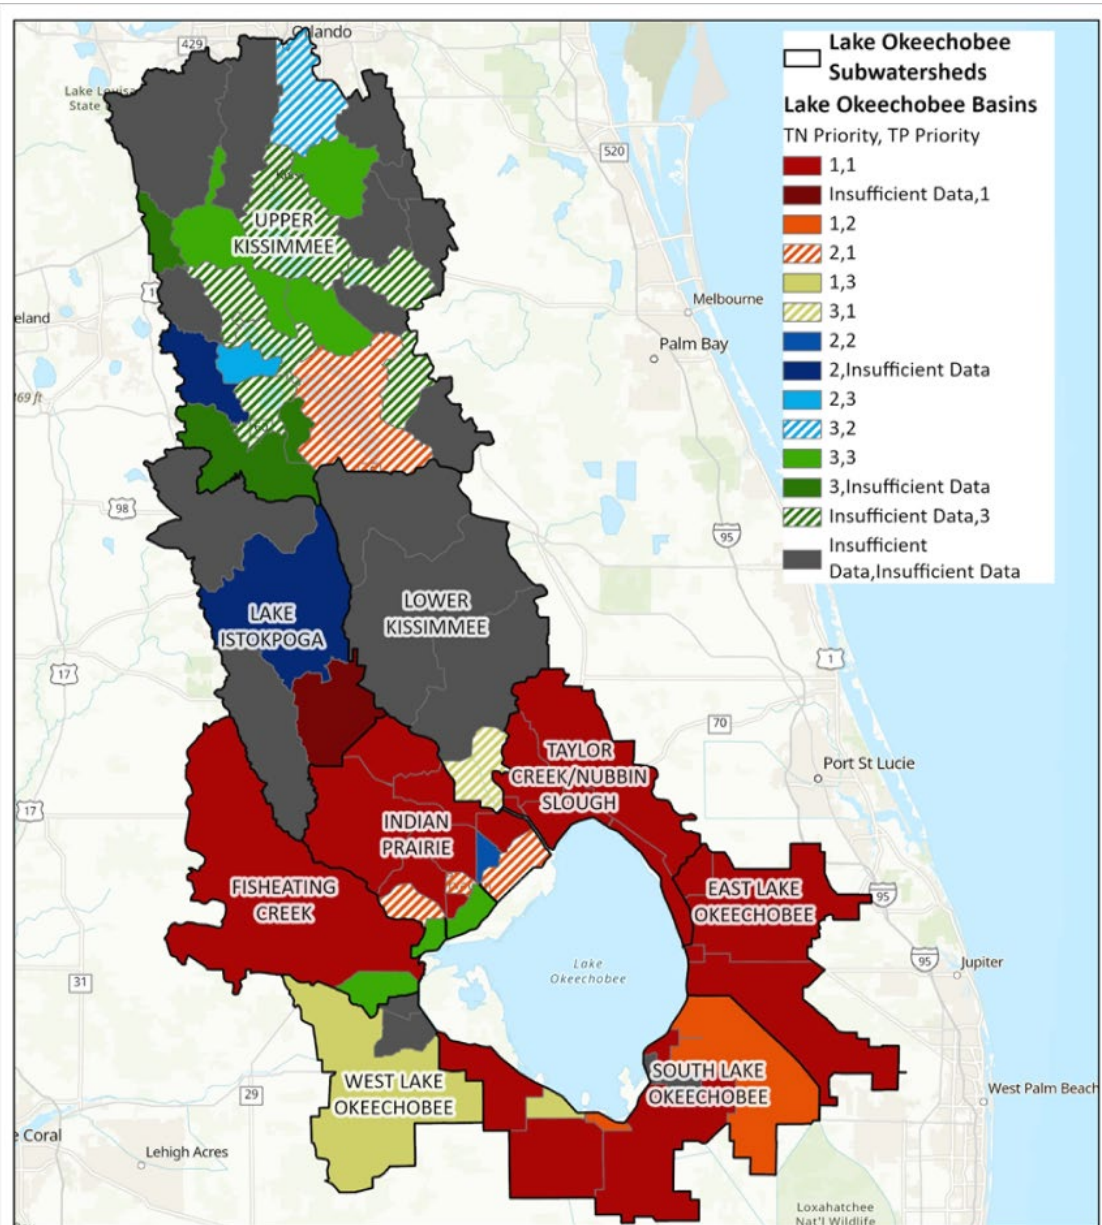 Orlando
429
Lake Louisa
State
520
UPPER
KISSIMMEE
Melbourne
Palm Bay
eland
169 ft
98
95
LAKE
ISTOKPOGA
LOWER
KISSIMMEE
1
17
70
TAYLOR
CREEK/NUBBIN
SLOUGH
Port St Lucie
17
INDIAN
PRAIRIE
FISHEATING
CREEK
EAST LAKE
OKEECHOBEE
95
95
Jupiter
Lake
Okeechobee
31
SOUTH LAKE
OKEECHOBEE
WEST LAKE
OKEECHOBEE
West Palm Beach
29
e Coral
Lehigh Acres
Loxahatchee
Nat'l Wildlife
Lake Okeechobee
Subwatersheds
Lake Okeechobee Basins
TN Priority, TP Priority
1,1
Insufficient Data,1
1,2
2,1
1,3
3,1
2,2
2,Insufficient Data
2,3
3,2
3,3
3,Insufficient Data
Insufficient Data,3
Insufficient
Data,Insufficient Data